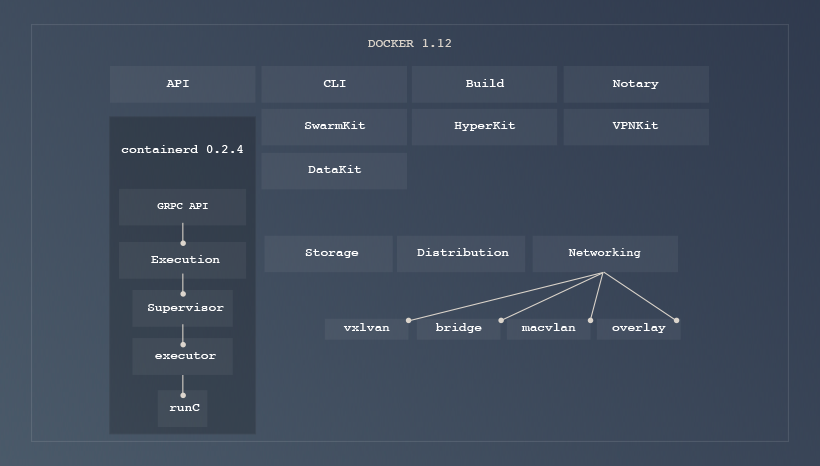 DOCKER 1.12
API
CLI
Build
Notary
SwarmKit
HyperKit
VPNKit
DataKit
containerd 0.2.4
GRPC API
Execution
Supervisor
executor
runC
Storage
Distribution
Networking
vxlvan
bridge
macvlan
overlay